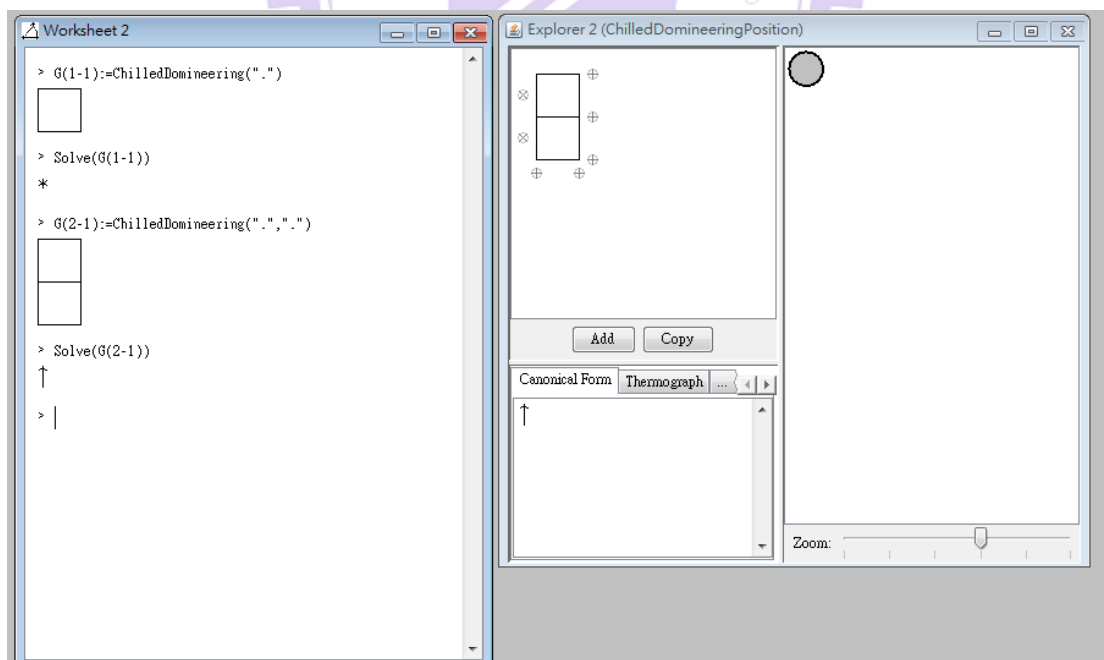 Worksheet 2
> G(1-1):=ChilledDomineering(".")
> Solve(G(1-1))
*
> G(2-1):=ChilledDomineering(".",".")
> Solve(G(2-1))
↑
>
Explorer 2 (ChilledDomineeringPosition)
Add Copy
Canonical Form Thermograph ...
↑
Zoom: